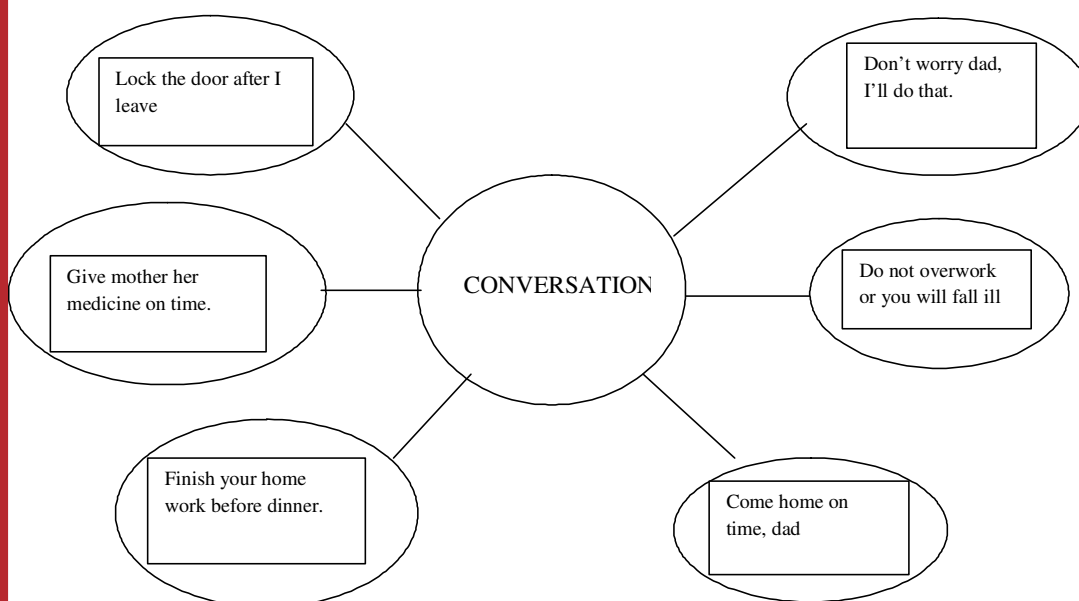 Lock the door after I
leave
Don’t worry dad,
I’ll do that.
Give mother her
medicine on time.
CONVERSATION
Do not overwork
or you will fall ill
Finish your home
work before dinner.
Come home on
time, dad